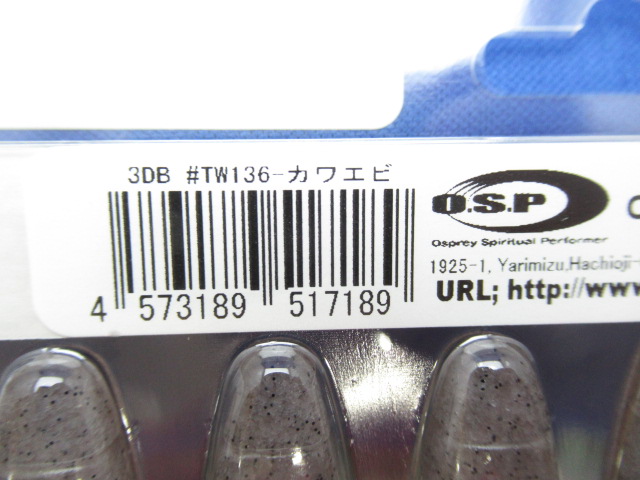 3DB #TW136-カワエビ
4 573189 517189
O.S.P
Osprey Spiritual Performer
1925-1, Yarimizu,Hachioji-
URL; http://www